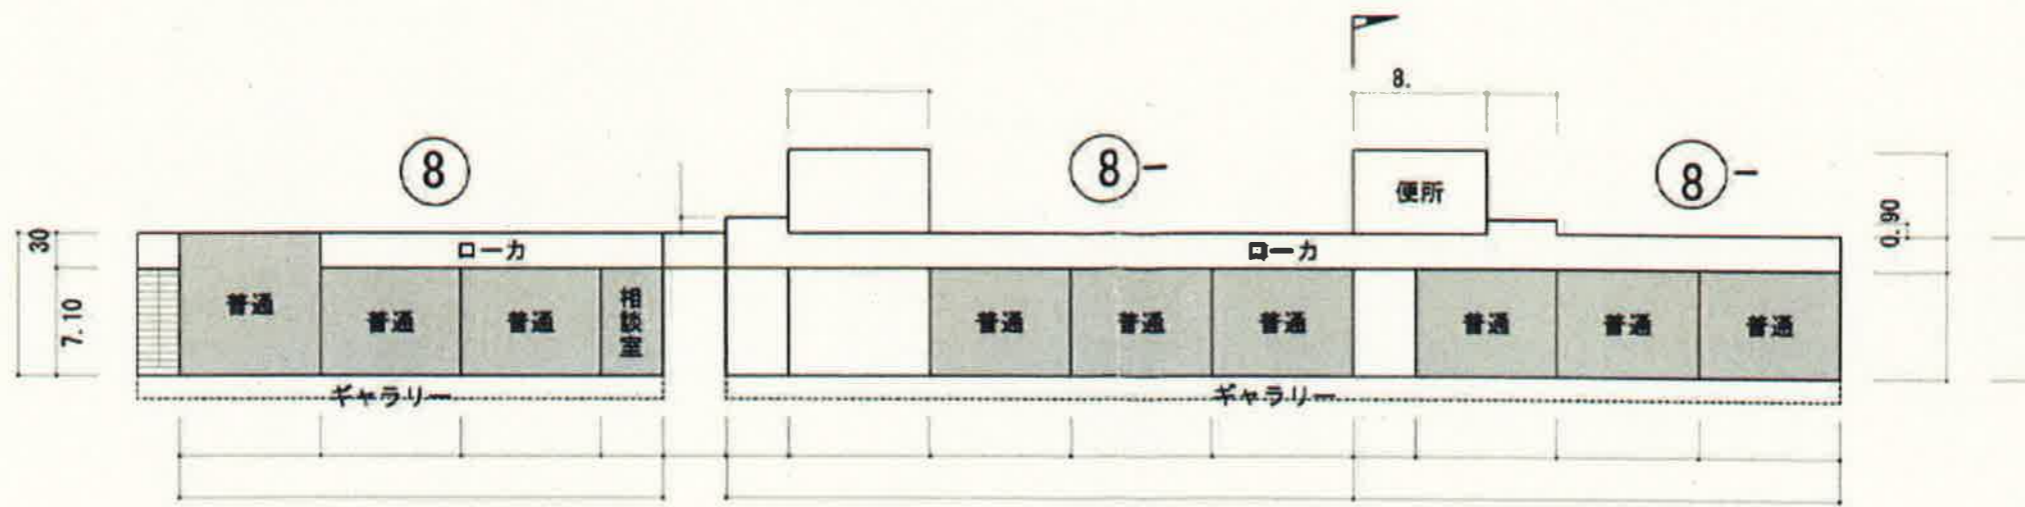 8.
8
8-
8-
便所
30
0.90
ローカ
ローカ
普通
普通
普通
相談室
普通
普通
普通
普通
普通
普通
7.10
ギャラリー
ギャラリー